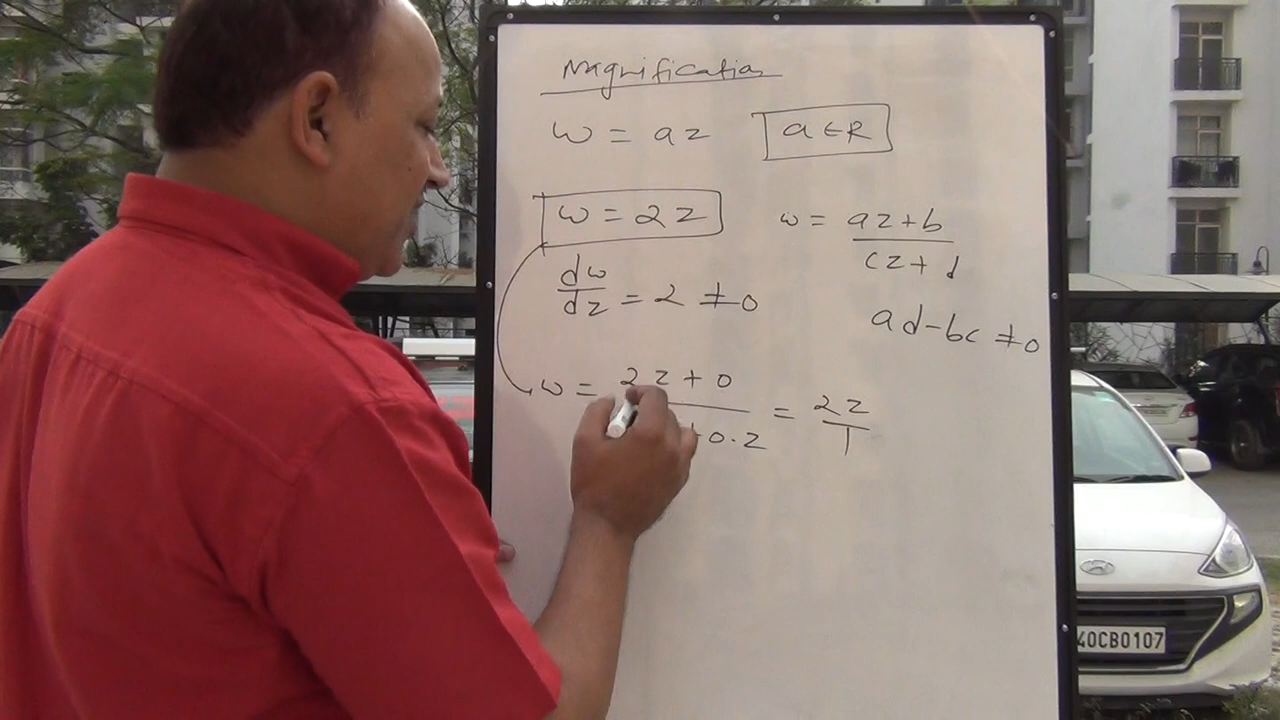 Magnification
w = az   a ∈ R
w = 2z   w = az+b / cz+d
dw/dz = 2 ≠ 0   ad-bc ≠ 0
w = 2z + 0 / +0.z = 2z / 1
40CB0107